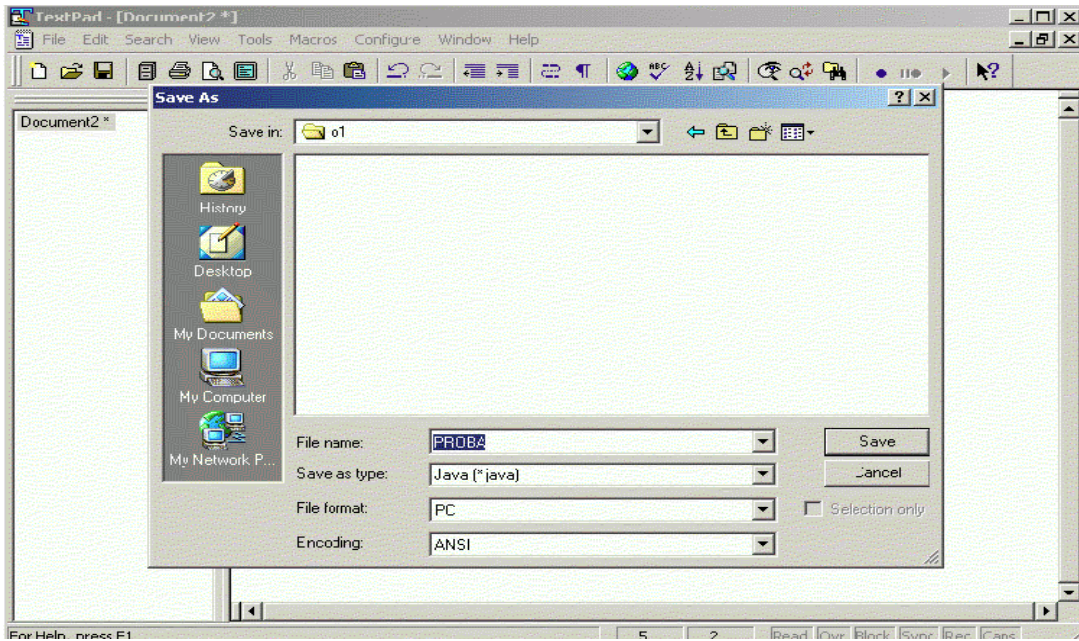 TextPad - [Document2 *]
File Edit Search View Tools Macros Configure Window Help
Save As
Document2 *
Save in: o1
History
Desktop
My Documents
My Computer
My Network P...
File name: PROBA
Save
Save as type: Java (*.java)
Cancel
File format: PC
Selection only
Encoding: ANSI
For Help, press F1
5 2 Read Ovr Block Sync Rec Caps